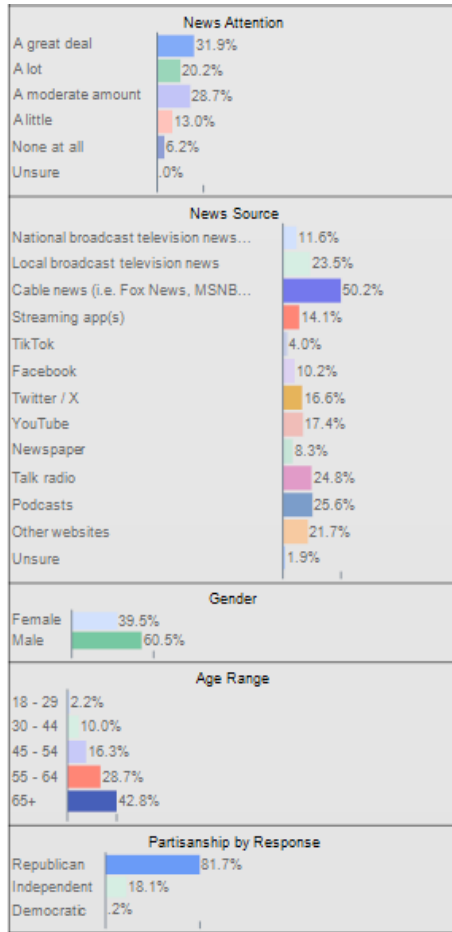 News Attention
A great deal 31.9%
A lot 20.2%
A moderate amount 28.7%
A little 13.0%
None at all 6.2%
Unsure .0%
News Source
National broadcast television news... 11.6%
Local broadcast television news 23.5%
Cable news (i.e. Fox News, MSNB... 50.2%
Streaming app(s) 14.1%
TikTok 4.0%
Facebook 10.2%
Twitter / X 16.6%
YouTube 17.4%
Newspaper 8.3%
Talk radio 24.8%
Podcasts 25.6%
Other websites 21.7%
Unsure 1.9%
Gender
Female 39.5%
Male 60.5%
Age Range
18 - 29 2.2%
30 - 44 10.0%
45 - 54 16.3%
55 - 64 28.7%
65+ 42.8%
Partisanship by Response
Republican 81.7%
Independent 18.1%
Democratic .2%